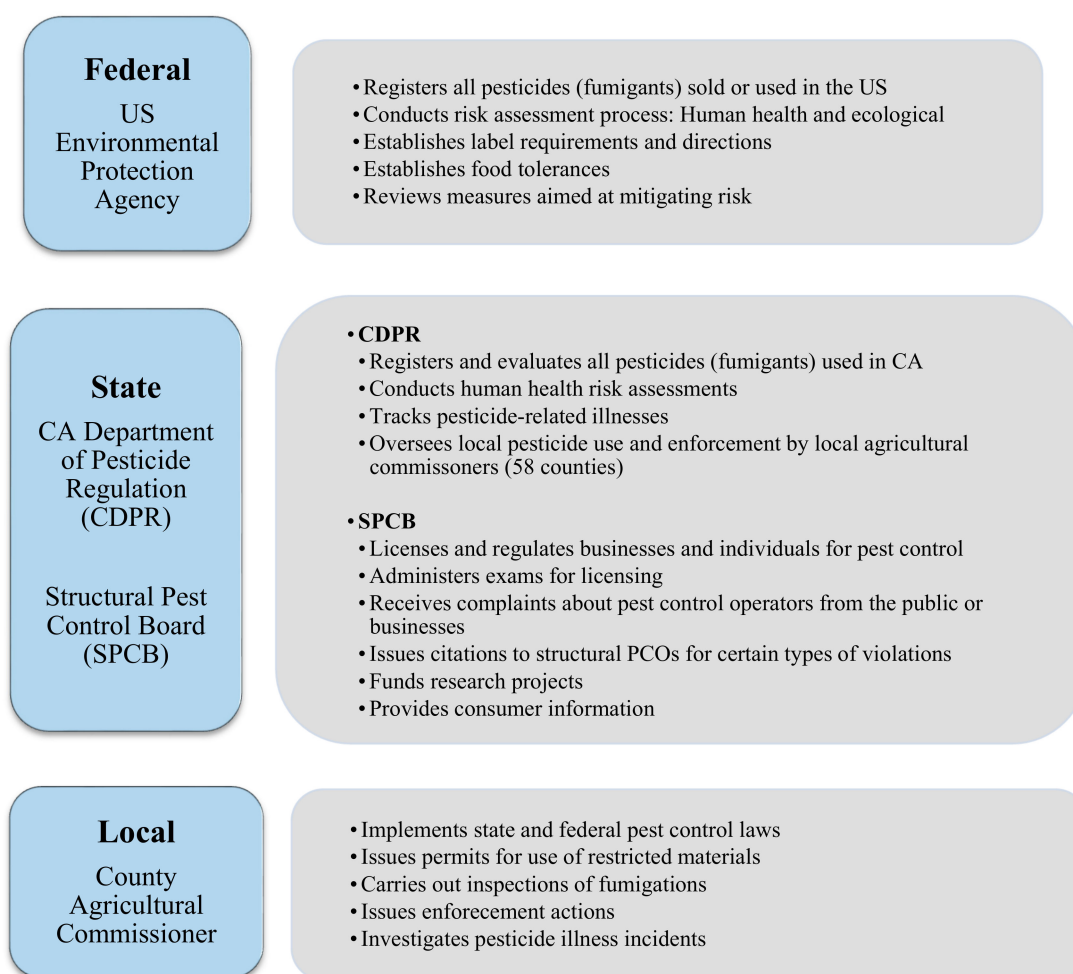 Federal
US
Environmental
Protection
Agency
• Registers all pesticides (fumigants) sold or used in the US
• Conducts risk assessment process: Human health and ecological
• Establishes label requirements and directions
• Establishes food tolerances
• Reviews measures aimed at mitigating risk
State
CA Department
of Pesticide
Regulation
(CDPR)
Structural Pest
Control Board
(SPCB)
• CDPR
• Registers and evaluates all pesticides (fumigants) used in CA
• Conducts human health risk assessments
• Tracks pesticide-related illnesses
• Oversees local pesticide use and enforcement by local agricultural
commissoners (58 counties)
• SPCB
• Licenses and regulates businesses and individuals for pest control
• Administers exams for licensing
• Receives complaints about pest control operators from the public or
businesses
• Issues citations to structural PCOs for certain types of violations
• Funds research projects
• Provides consumer information
Local
County
Agricultural
Commissioner
• Implements state and federal pest control laws
• Issues permits for use of restricted materials
• Carries out inspections of fumigations
• Issues enforecement actions
• Investigates pesticide illness incidents